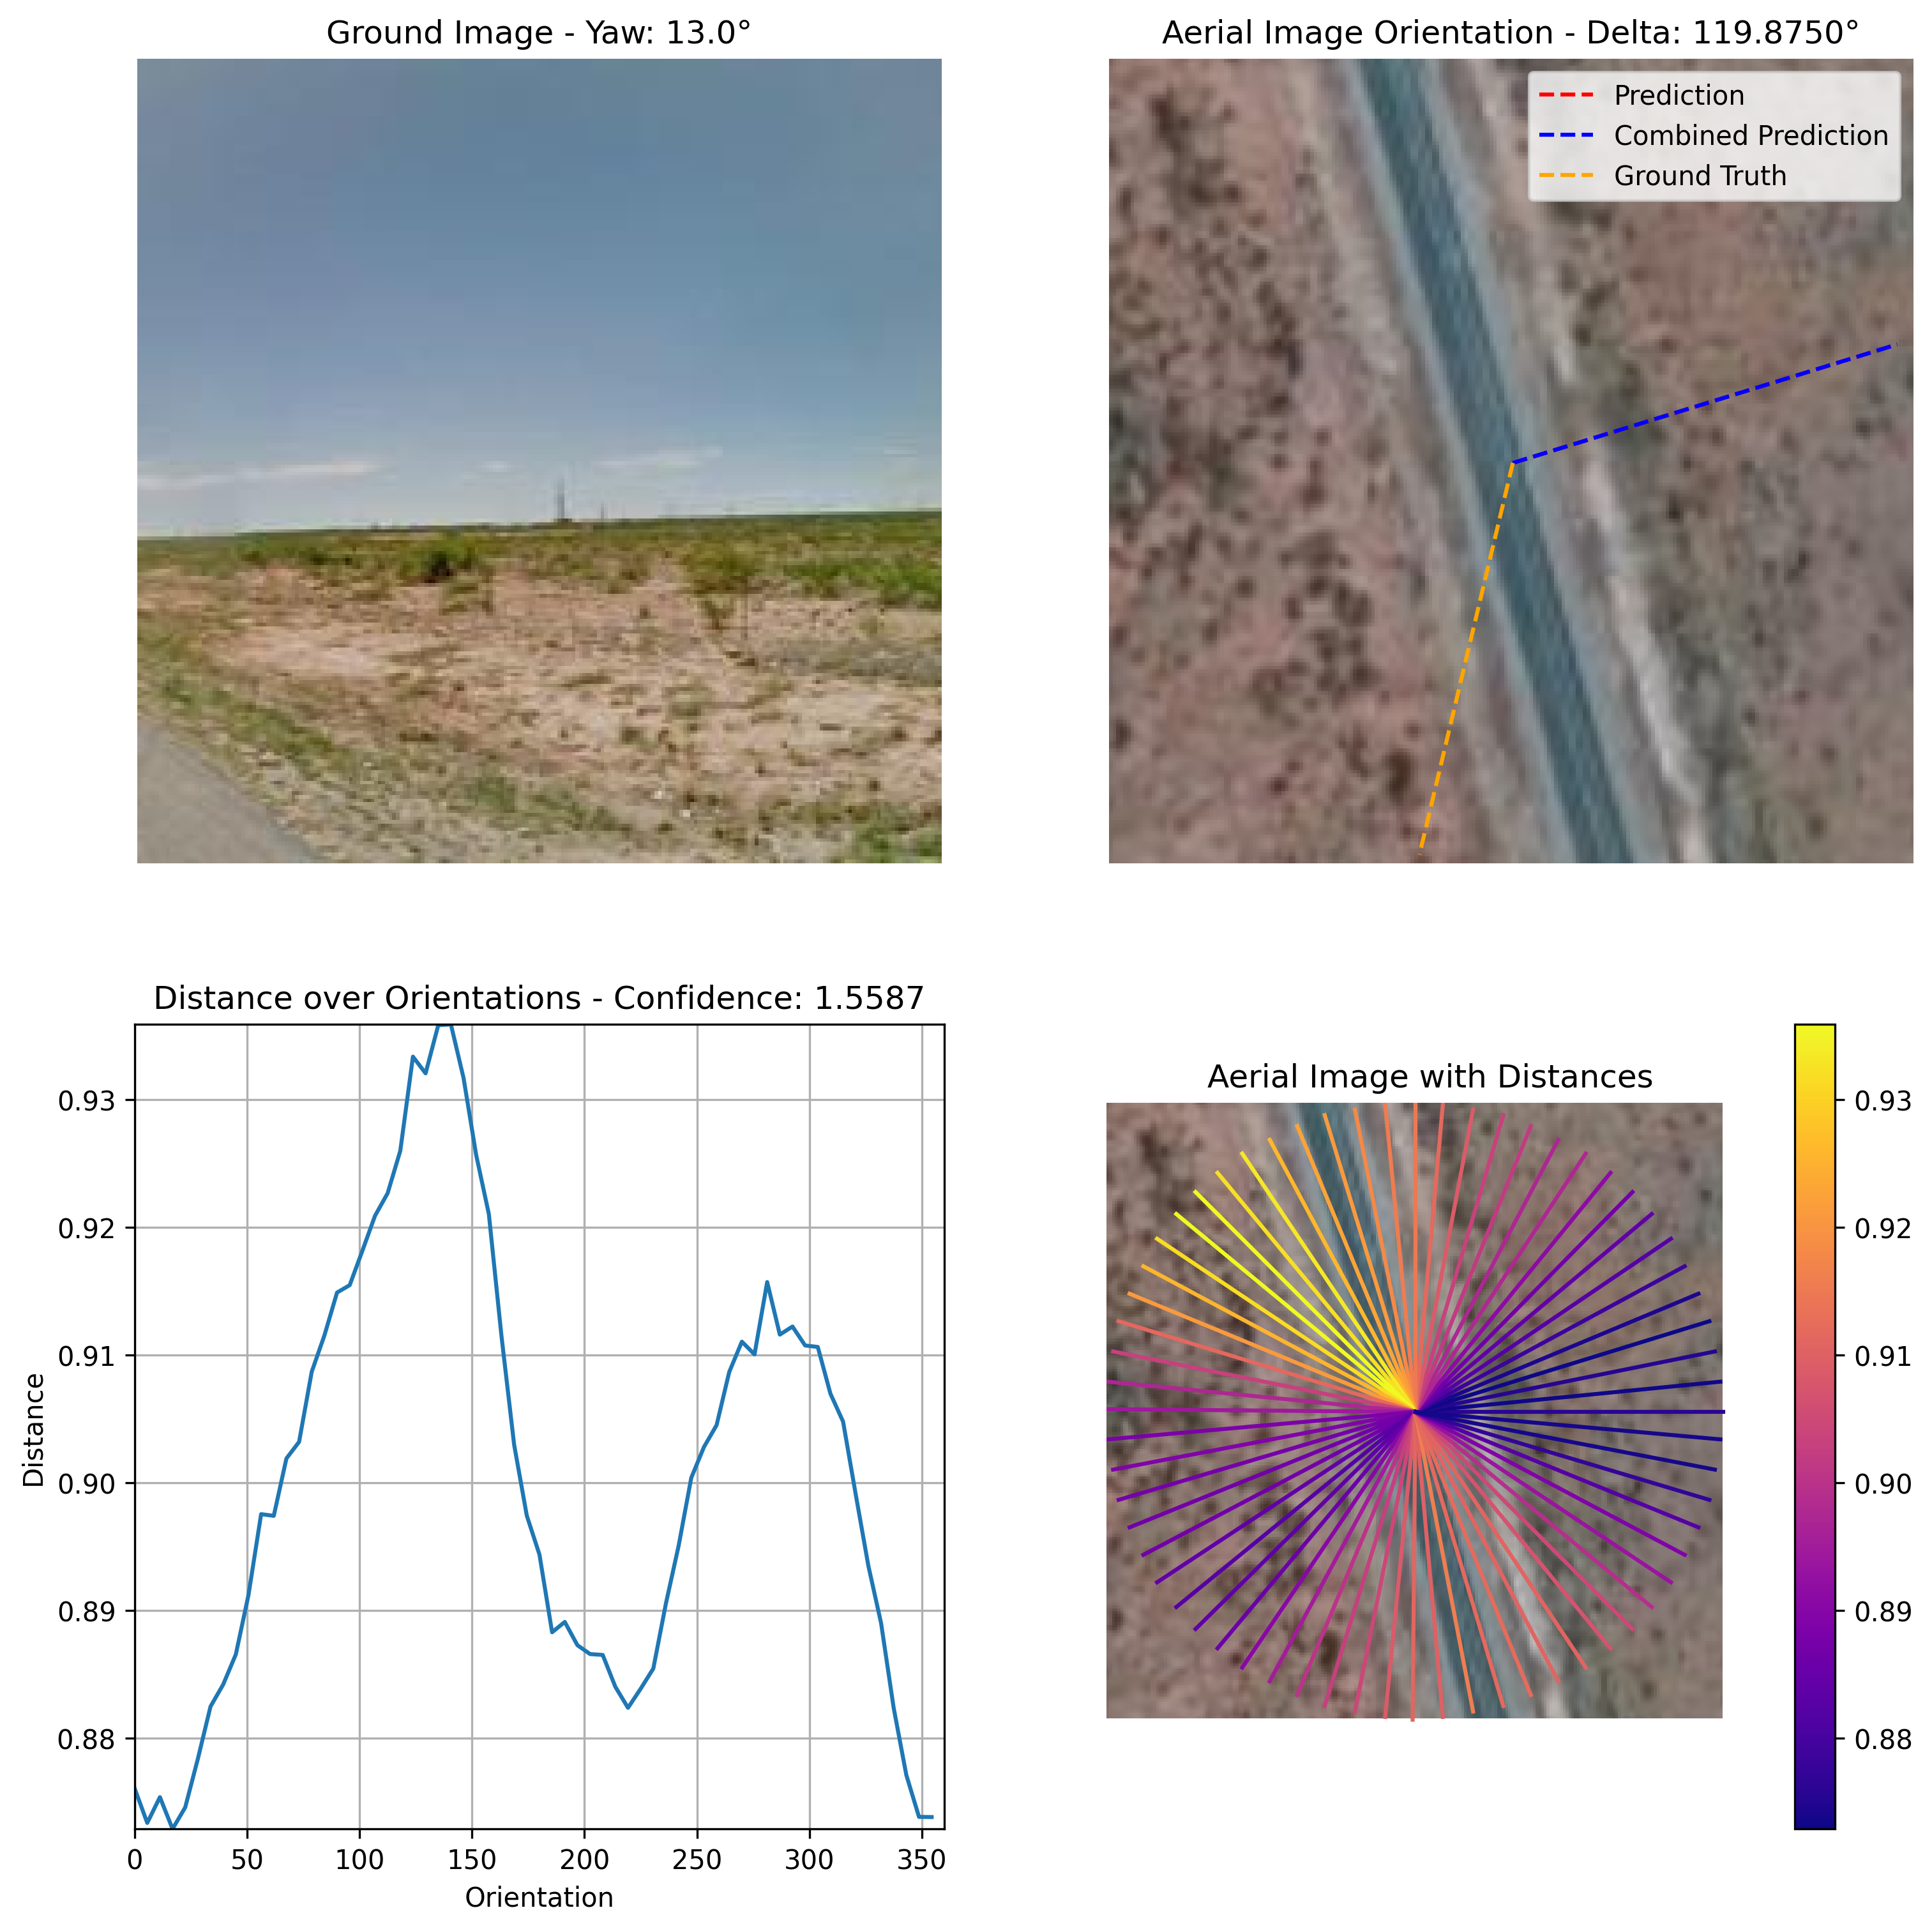 Ground Image - Yaw: 13.0°
Aerial Image Orientation - Delta: 119.8750°
Prediction
Combined Prediction
Ground Truth
Distance over Orientations - Confidence: 1.5587
0.93
0.92
0.91
0.90
0.89
0.88
Distance
0
50
100
150
200
250
300
350
Orientation
Aerial Image with Distances
0.93
0.92
0.91
0.90
0.89
0.88